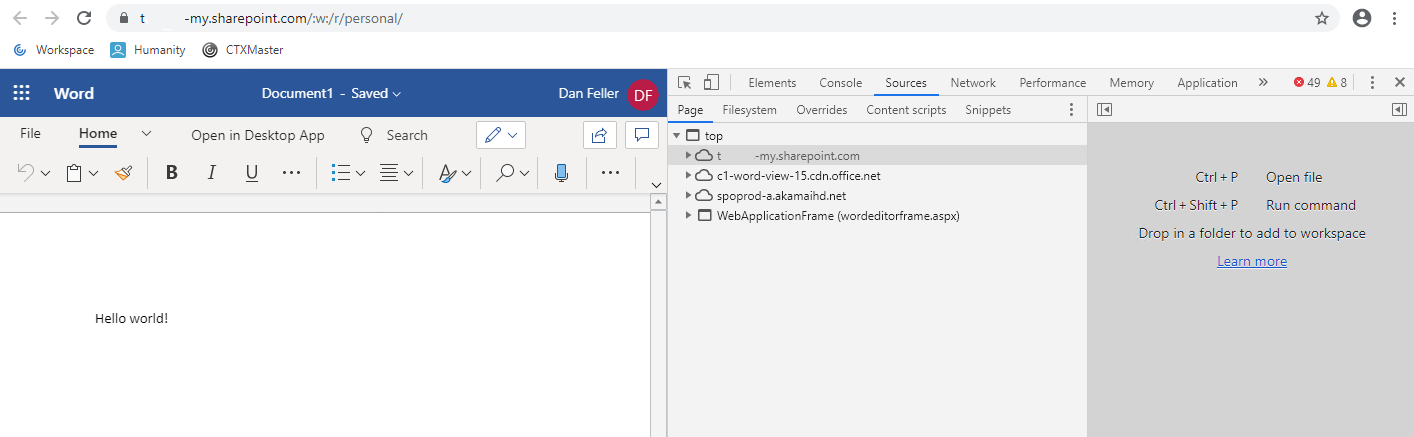 t -my.sharepoint.com/:w:/r/personal/
Workspace Humanity CTXMaster
Word Document1 - Saved Dan Feller DF
File Home Open in Desktop App Search
B I U
Hello world!
Elements Console Sources Network Performance Memory Application » 49 8
Page Filesystem Overrides Content scripts Snippets
top
t -my.sharepoint.com
c1-word-view-15.cdn.office.net
spoprod-a.akamaihd.net
WebApplicationFrame (wordeditorframe.aspx)
Ctrl + P Open file
Ctrl + Shift + P Run command
Drop in a folder to add to workspace
Learn more